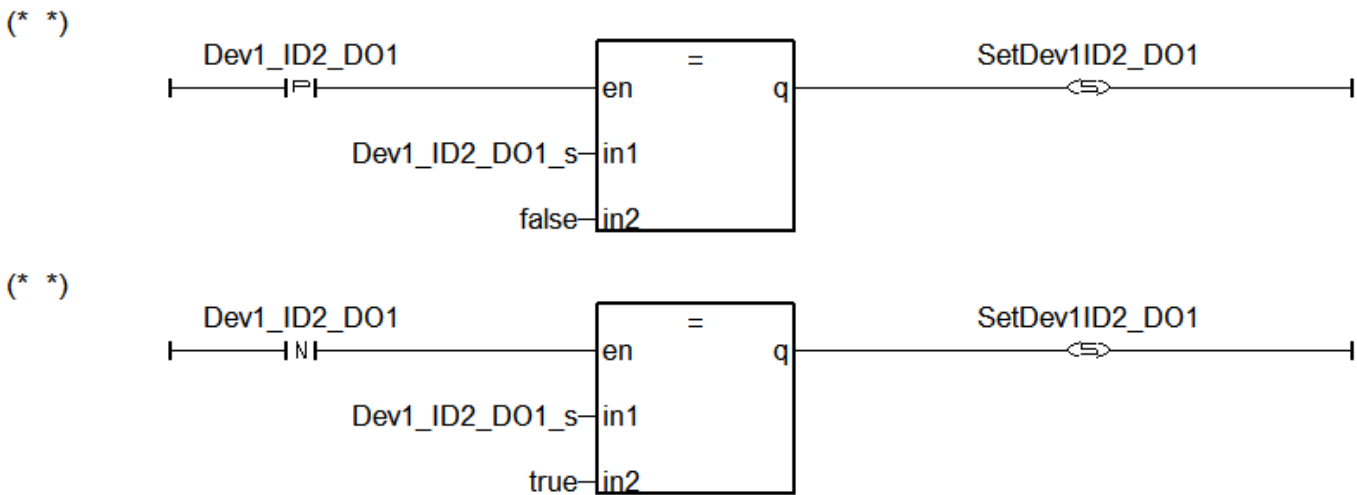 (*  *)
Dev1_ID2_DO1 = SetDev1ID2_DO1
P en q S
Dev1_ID2_DO1_s in1
false in2
(*  *)
Dev1_ID2_DO1 = SetDev1ID2_DO1
N en q S
Dev1_ID2_DO1_s in1
true in2